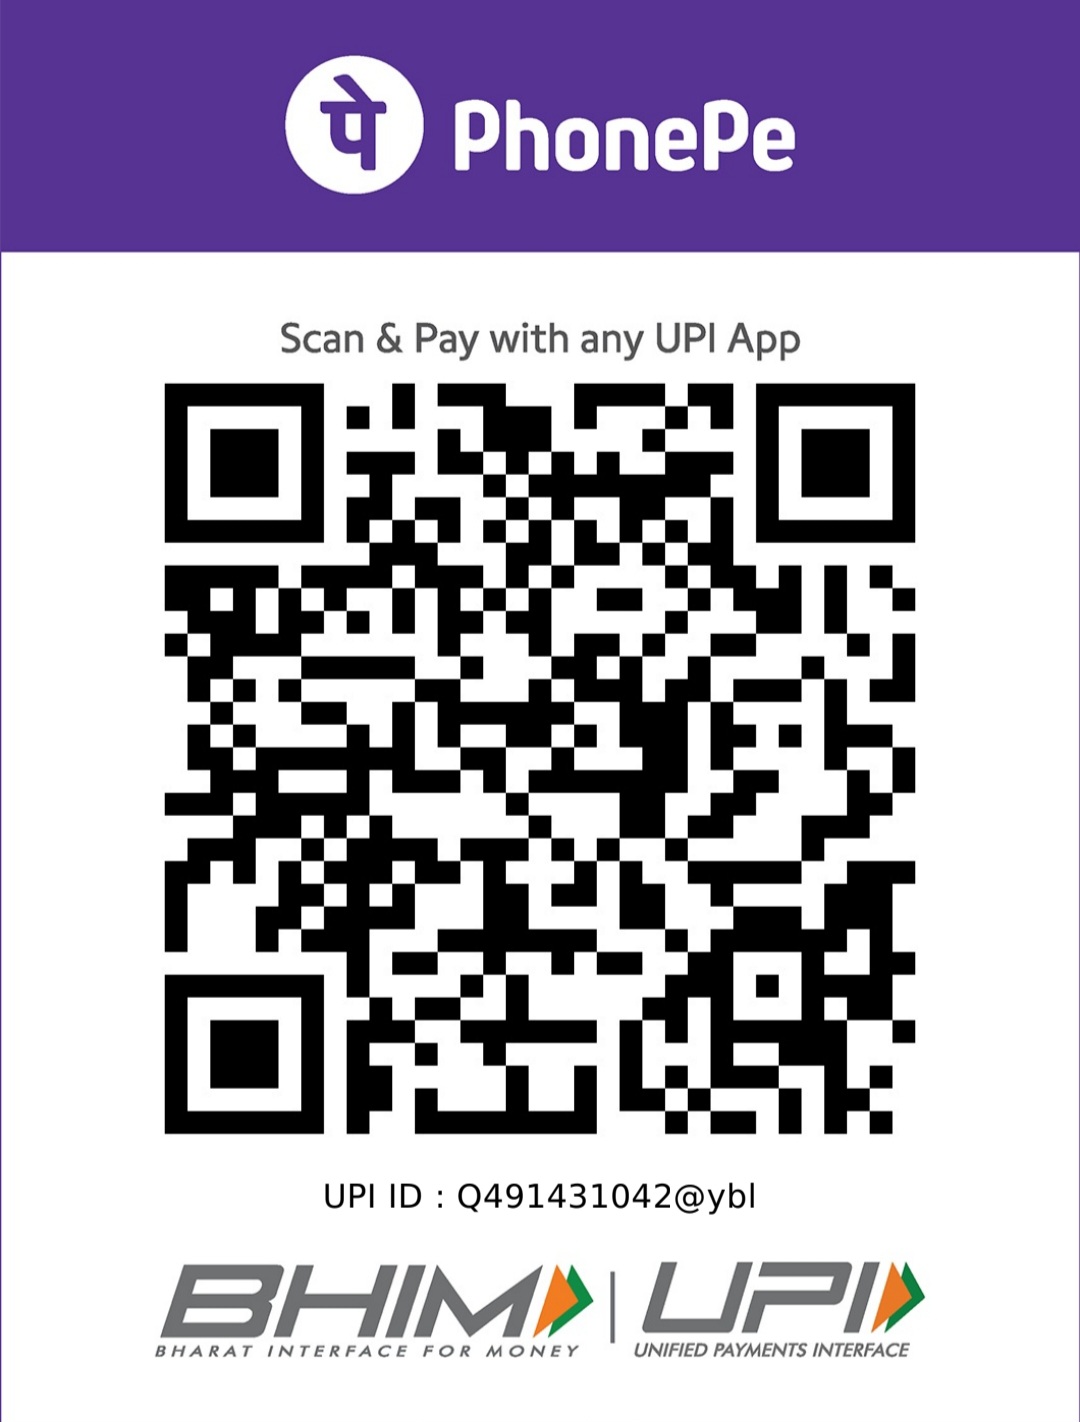 पे PhonePe
Scan & Pay with any UPI App
UPI ID : Q491431042@ybl
BHIM | UPI
BHARAT INTERFACE FOR MONEY UNIFIED PAYMENTS INTERFACE